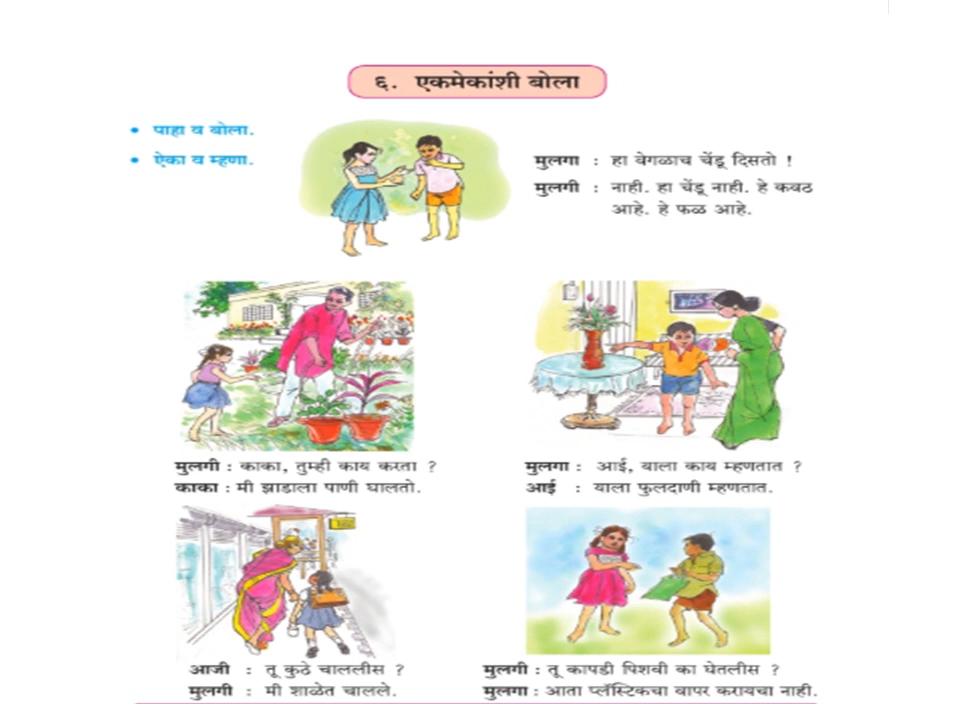 ६. एकमेकांशी बोला
• पाहा व बोला.
• ऐका व म्हणा.
मुलगा : हा वेगळाच चेंडू दिसतो !
मुलगी : नाही. हा चेंडू नाही. हे कवठ
आहे. हे फळ आहे.
मुलगी : काका, तुम्ही काय करता ?
काका : मी झाडाला पाणी घालतो.
मुलगा : आई, याला काय म्हणतात ?
आई : याला फुलदाणी म्हणतात.
आजी : तू कुठे चाललीस ?
मुलगी : मी शाळेत चालले.
मुलगी : तू कापडी पिशवी का घेतलीस ?
मुलगा : आता प्लॅस्टिकचा वापर करायचा नाही.